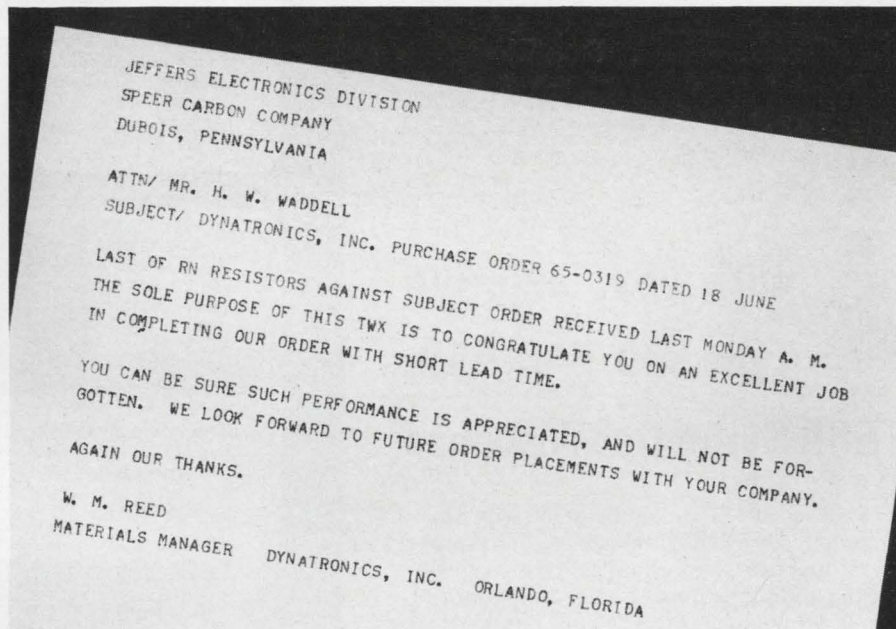 JEFFERS ELECTRONICS DIVISION
SPEER CARBON COMPANY
DUBOIS, PENNSYLVANIA
ATTN/ MR. H. W. WADDELL
SUBJECT/ DYNATRONICS, INC. PURCHASE ORDER 65-0319 DATED 18 JUNE
LAST OF RN RESISTORS AGAINST SUBJECT ORDER RECEIVED LAST MONDAY A. M.
THE SOLE PURPOSE OF THIS TWX IS TO CONGRATULATE YOU ON AN EXCELLENT JOB
IN COMPLETING OUR ORDER WITH SHORT LEAD TIME.
YOU CAN BE SURE SUCH PERFORMANCE IS APPRECIATED, AND WILL NOT BE FOR-
GOTTEN. WE LOOK FORWARD TO FUTURE ORDER PLACEMENTS WITH YOUR COMPANY.
AGAIN OUR THANKS.
W. M. REED
MATERIALS MANAGER DYNATRONICS, INC. ORLANDO, FLORIDA